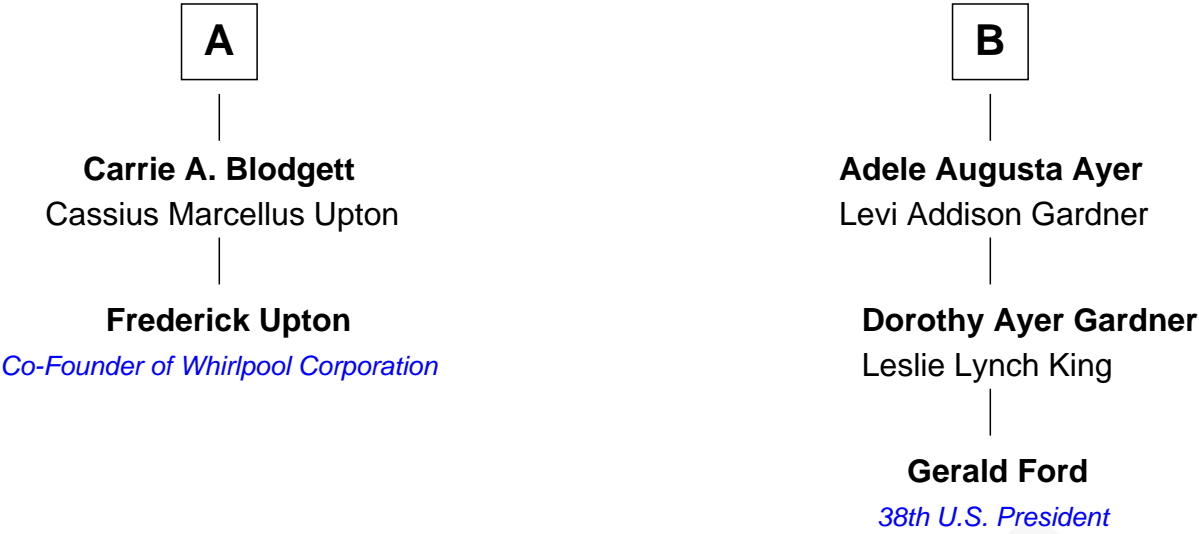 A
Carrie A. Blodgett
Cassius Marcellus Upton
Frederick Upton
Co-Founder of Whirlpool Corporation
B
Adele Augusta Ayer
Levi Addison Gardner
Dorothy Ayer Gardner
Leslie Lynch King
Gerald Ford
38th U.S. President